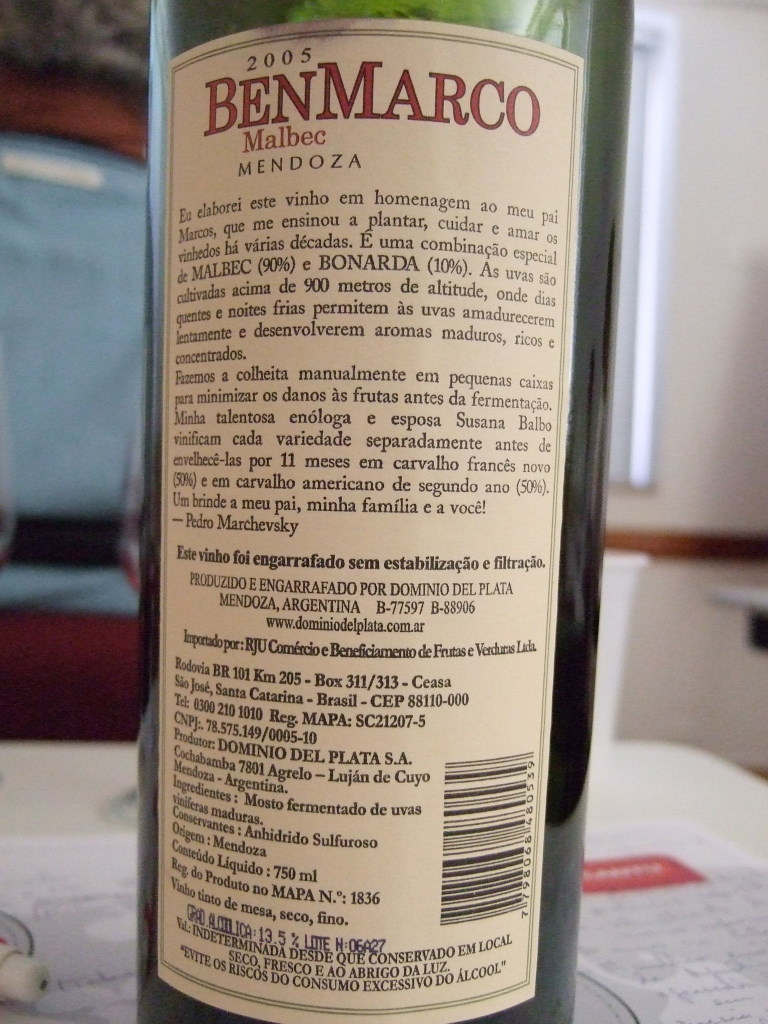 2005
BENMARCO
Malbec
MENDOZA
Eu elaborei este vinho em homenagem ao meu pai
Marcos, que me ensinou a plantar, cuidar e amar os
vinhedos há várias décadas. É uma combinação especial
de MALBEC (90%) e BONARDA (10%). As uvas são
cultivadas acima de 900 metros de altitude, onde dias
quentes e noites frias permitem às uvas amadurecerem
lentamente e desenvolverem aromas maduros, ricos e
concentrados.
Fazemos a colheita manualmente em pequenas caixas
para minimizar os danos às frutas antes da fermentação.
Minha talentosa enóloga e esposa Susana Balbo
vinificam cada variedade separadamente antes de
envelhecê-las por 11 meses em carvalho francês novo
(50%) e em carvalho americano de segundo ano (50%).
Um brinde a meu pai, minha família e a você!
— Pedro Marchevsky
Este vinho foi engarrafado sem estabilização e filtração.
PRODUZIDO E ENGARRAFADO POR DOMINIO DEL PLATA
MENDOZA, ARGENTINA B-77597 B-88906
www.dominiodelplata.com.ar
Importado por: RJU Comércio e Beneficiamento de Frutas e Verduras Ltda.
Rodovia BR 101 Km 205 - Box 311/313 - Ceasa
São José, Santa Catarina - Brasil - CEP 88110-000
Tel: 0300 210 1010 Reg. MAPA: SC21207-5
CNPJ:. 78.575.149/0005-10
Produtor: DOMINIO DEL PLATA S.A.
Cochabamba 7801 Agrelo – Luján de Cuyo
Mendoza - Argentina.
Ingredientes : Mosto fermentado de uvas
viníferas maduras.
Conservantes : Anhidrido Sulfuroso
Origem : Mendoza
Conteúdo Líquido : 750 ml
Reg. do Produto no MAPA N.º: 1836
Vinho tinto de mesa, seco, fino.
GRAD ALCOOLICA: 13.5 % LOTE N:06A27
Val.: INDETERMINADA DESDE QUE CONSERVADO EM LOCAL
SECO, FRESCO E AO ABRIGO DA LUZ.
"EVITE OS RISCOS DO CONSUMO EXCESSIVO DO ÁLCOOL"
7 798068 480539